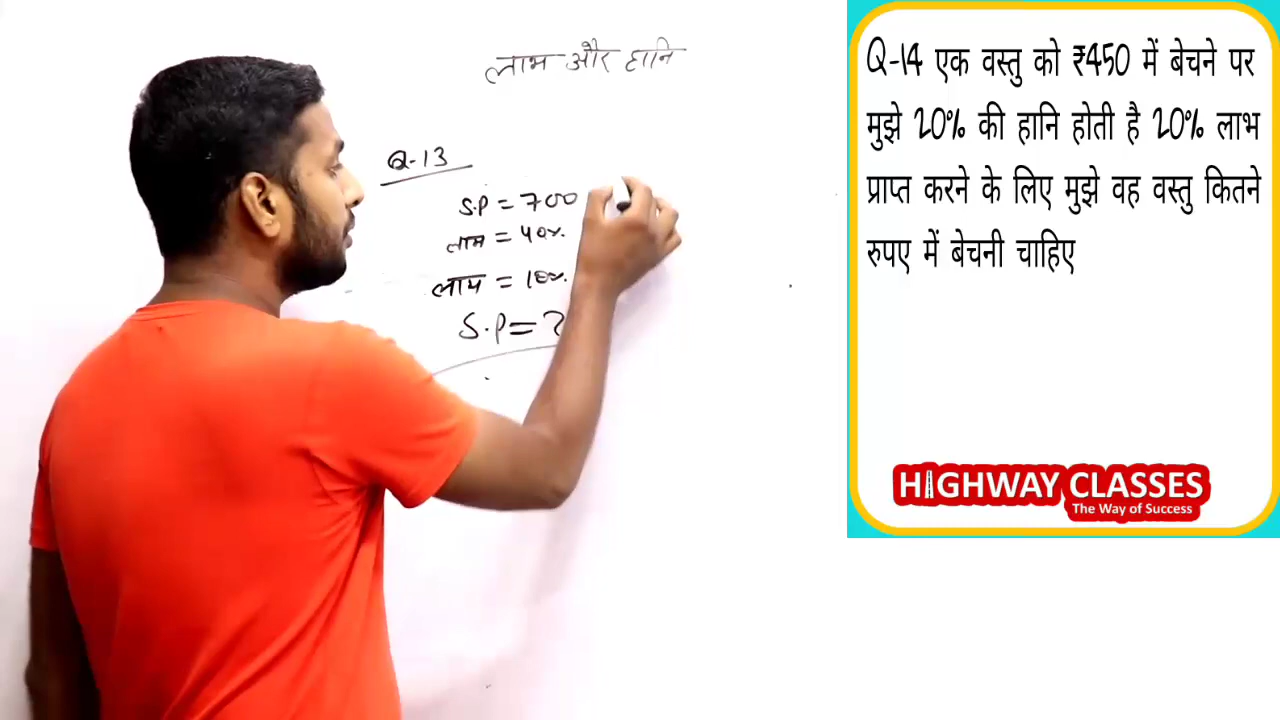 लाभ और हानि
Q-13
S.P = 700
लाभ = 40%
लाभ = 10%
S.P = ?
Q-14 एक वस्तु को ₹450 में बेचने पर
मुझे 20% की हानि होती है 20% लाभ
प्राप्त करने के लिए मुझे वह वस्तु कितने
रुपए में बेचनी चाहिए
HIGHWAY CLASSES
The Way of Success